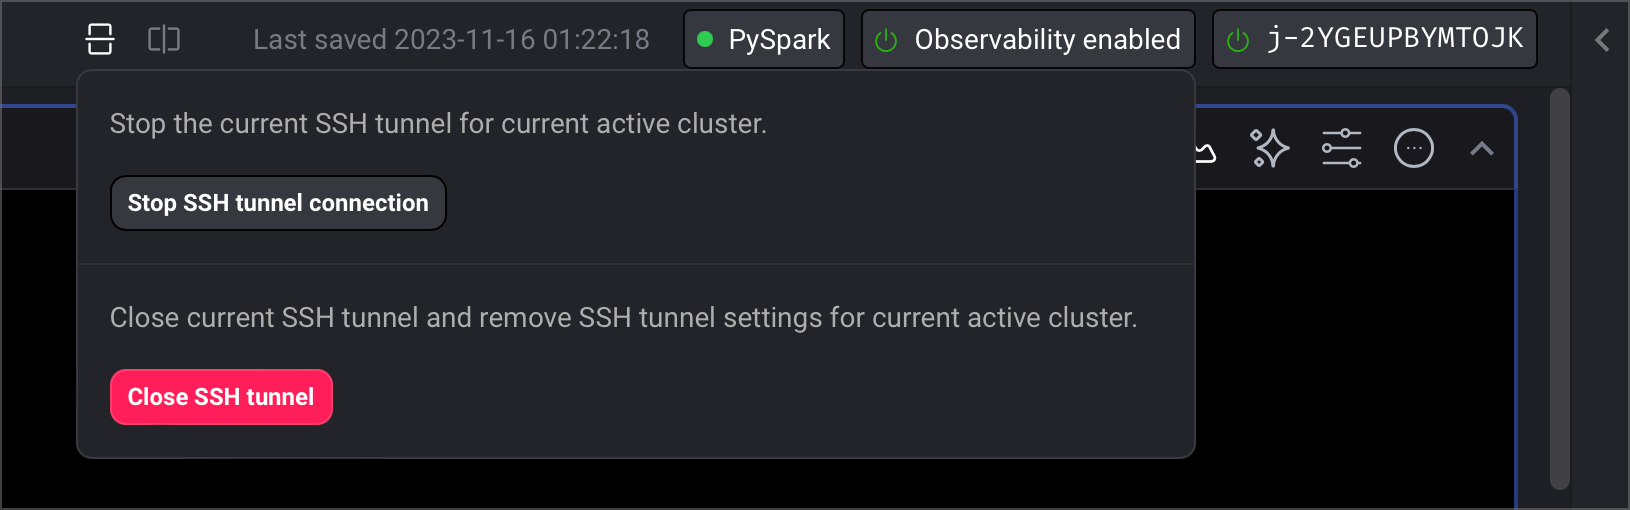 Last saved 2023-11-16 01:22:18
PySpark
Observability enabled
j-2YGEUPBYMTOJK
Stop the current SSH tunnel for current active cluster.
Stop SSH tunnel connection
Close current SSH tunnel and remove SSH tunnel settings for current active cluster.
Close SSH tunnel